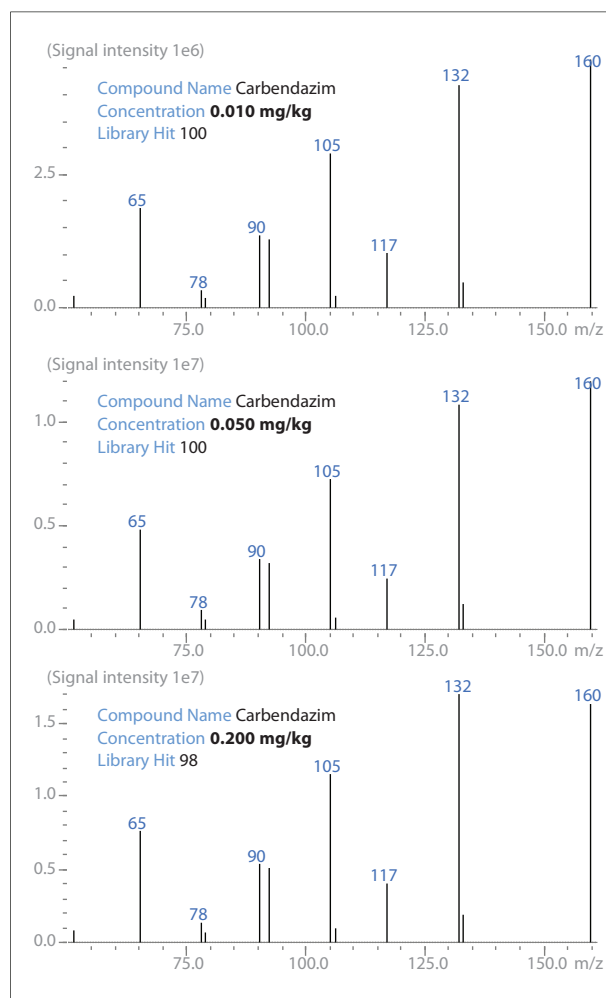 (Signal intensity 1e6)
Compound Name Carbendazim
Concentration 0.010 mg/kg
Library Hit 100
160
132
105
2.5
65
90
117
78
0.0
75.0 100.0 125.0 150.0 m/z
(Signal intensity 1e7)
Compound Name Carbendazim
Concentration 0.050 mg/kg
Library Hit 100
160
132
1.0
105
0.5
65
90
117
78
0.0
75.0 100.0 125.0 150.0 m/z
(Signal intensity 1e7)
Compound Name Carbendazim
Concentration 0.200 mg/kg
Library Hit 98
132
160
1.5
105
1.0
65
90
0.5
117
78
0.0
75.0 100.0 125.0 150.0 m/z